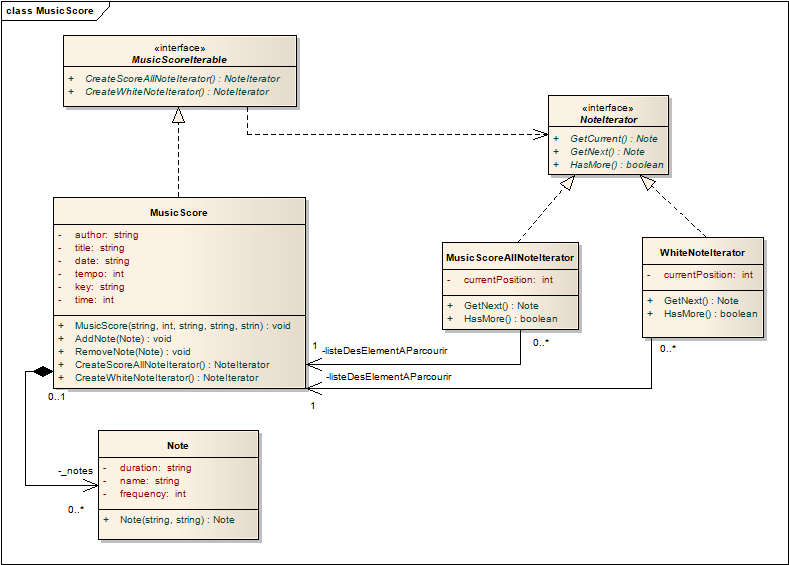 class MusicScore
«interface»
MusicScoreIterable
+ CreateScoreAllNoteIterator() : NoteIterator
+ CreateWhiteNoteIterator() : NoteIterator
«interface»
NoteIterator
+ GetCurrent() : Note
+ GetNext() : Note
+ HasMore() : boolean
MusicScore
- author: string
- title: string
- date: string
- tempo: int
- key: string
- time: int
+ MusicScore(string, int, string, string, strin) : void
+ AddNote(Note) : void
+ RemoveNote(Note) : void
+ CreateScoreAllNoteIterator() : NoteIterator
+ CreateWhiteNoteIterator() : NoteIterator
MusicScoreAllNoteIterator
- currentPosition: int
+ GetNext() : Note
+ HasMore() : boolean
WhiteNoteIterator
- currentPosition: int
+ GetNext() : Note
+ HasMore() : boolean
1
-listeDesElementAParcourir
0..*
-listeDesElementAParcourir
0..*
1
0..1
-_notes
0..*
Note
- duration: string
- name: string
- frequency: int
+ Note(string, string) : Note